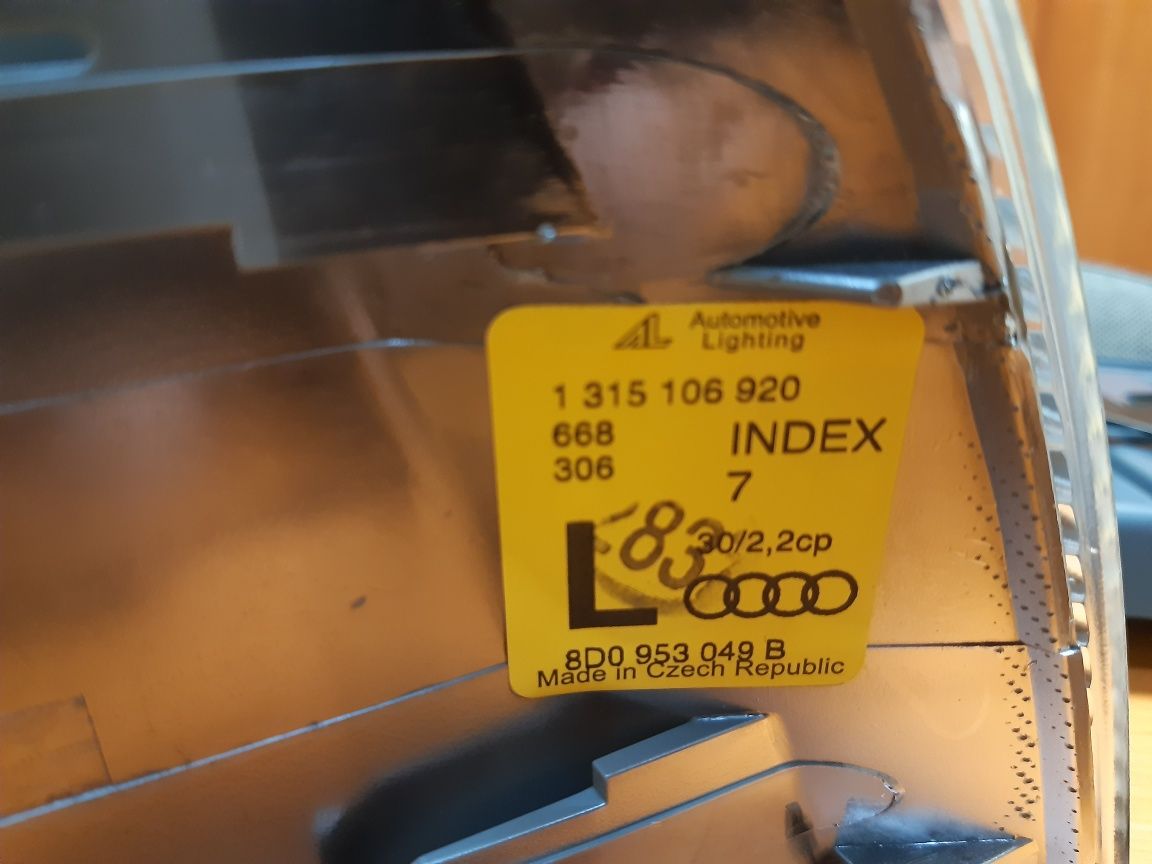 AL Automotive
Lighting
1 315 106 920
668 INDEX
306 7
83
30/2,2cp
L
8D0 953 049 B
Made in Czech Republic